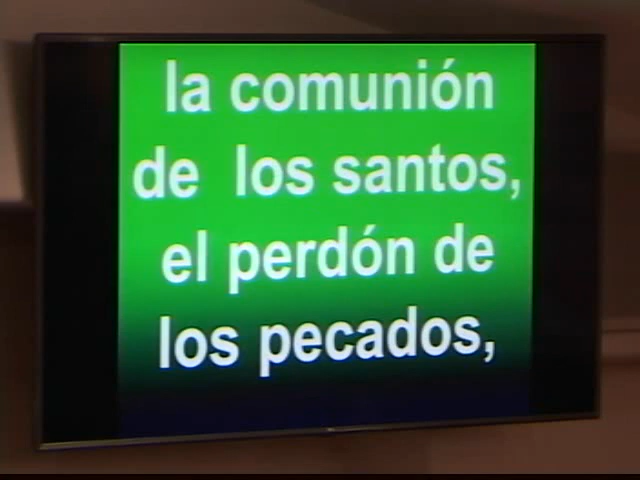 la comunión
de los santos,
el perdón de
los pecados,